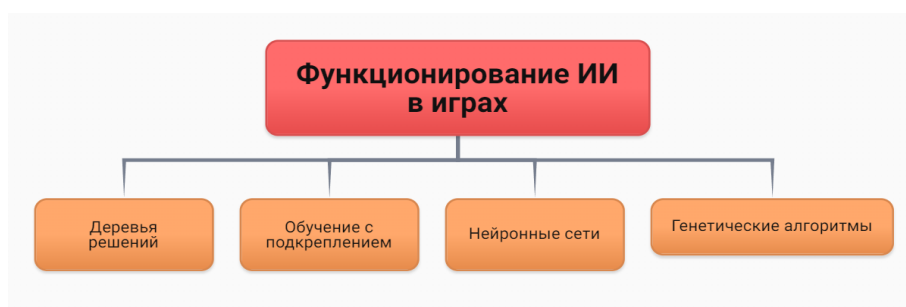 Функционирование ИИ
в играх
Деревья
решений
Обучение с
подкреплением
Нейронные сети
Генетические алгоритмы